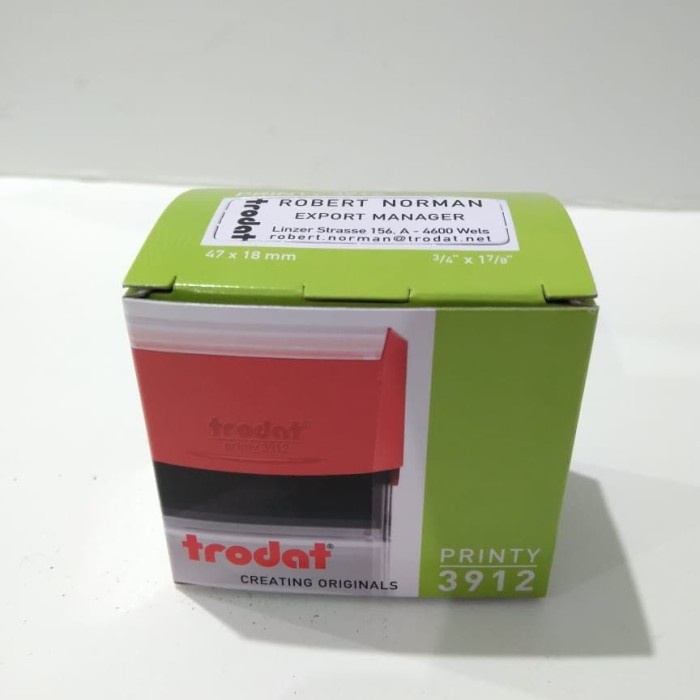 ROBERT NORMAN
EXPORT MANAGER
Linzer Strasse 156, A - 4600 Wels
robert.norman@trodat.net
trodat
47 x 18 mm
3/4" x 1 7/8"
trodat®
printy 3912
trodat®
CREATING ORIGINALS
PRINTY
3912